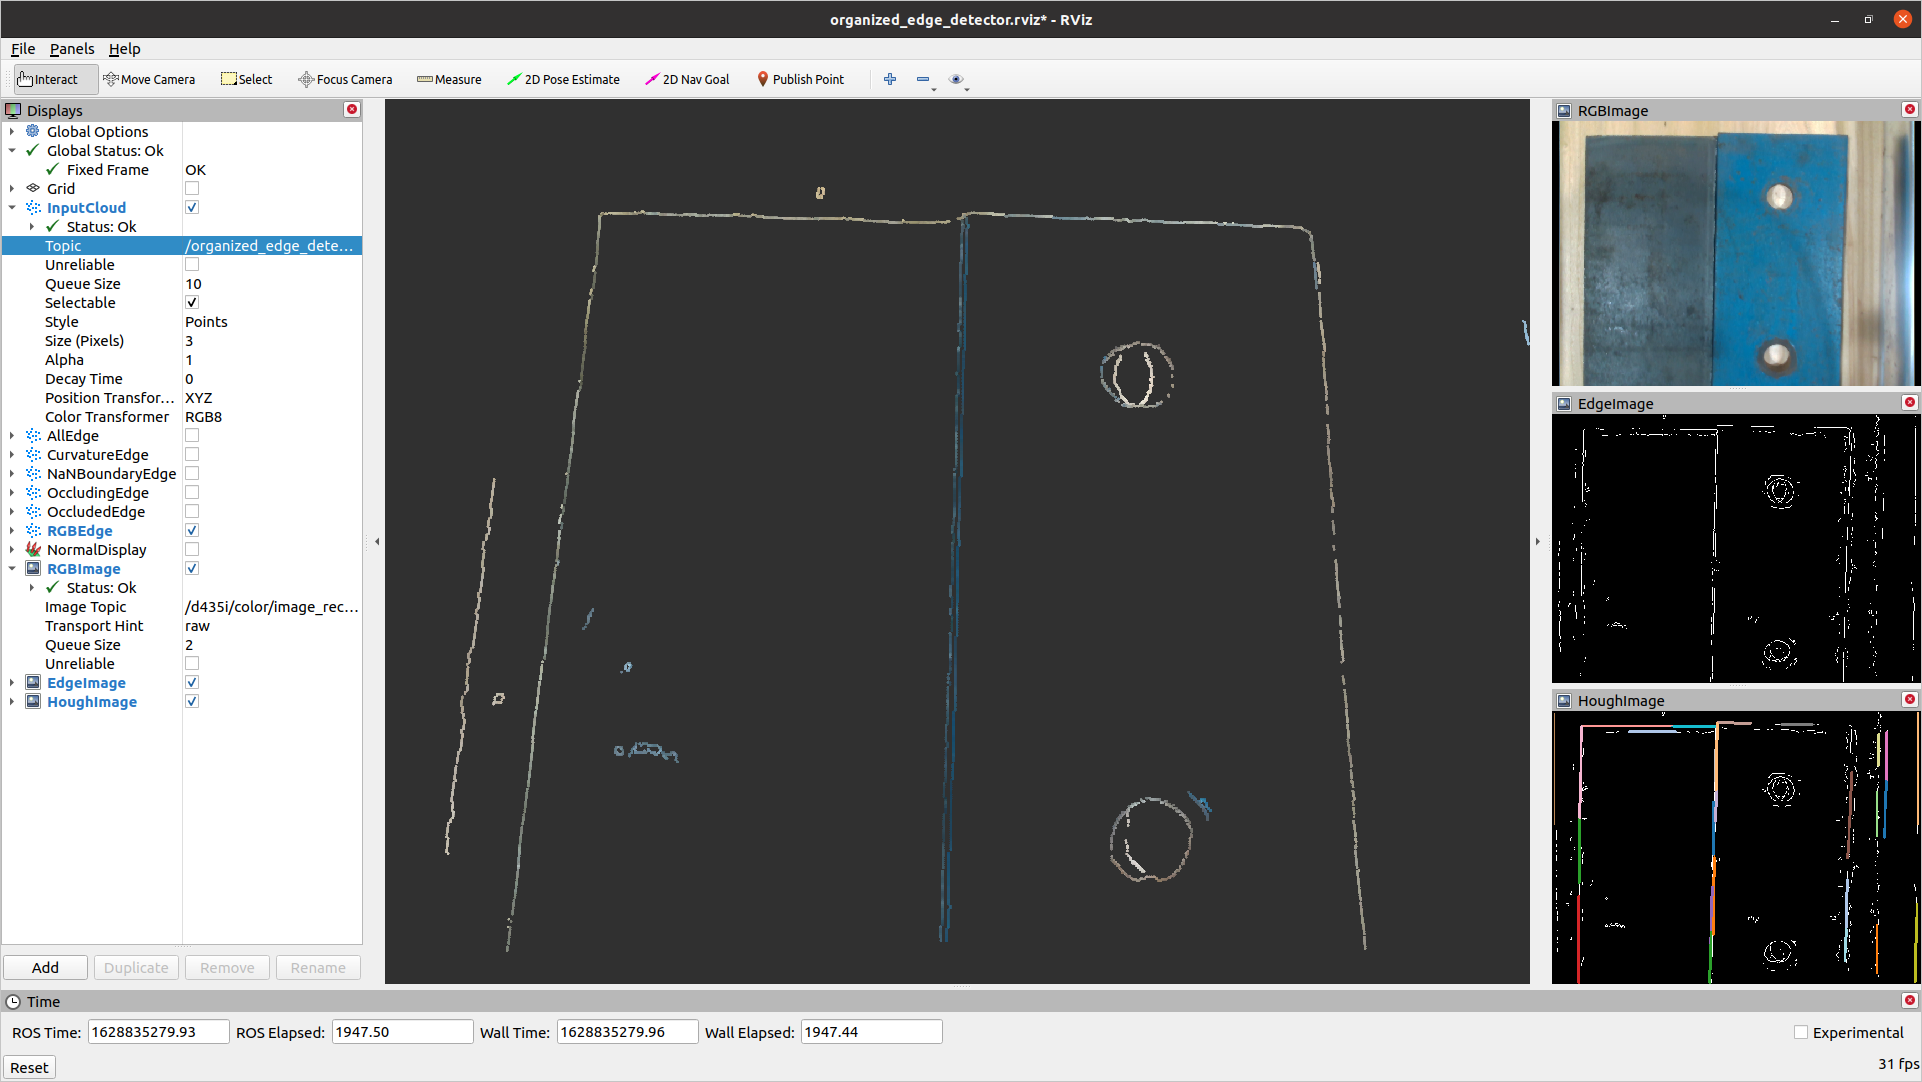 organized_edge_detector.rviz* - RViz
File Panels Help
Interact Move Camera Select Focus Camera Measure 2D Pose Estimate 2D Nav Goal Publish Point
Displays
Global Options
Global Status: Ok
Fixed Frame OK
Grid
InputCloud
Status: Ok
Topic /organized_edge_dete...
Unreliable
Queue Size 10
Selectable
Style Points
Size (Pixels) 3
Alpha 1
Decay Time 0
Position Transfor... XYZ
Color Transformer RGB8
AllEdge
CurvatureEdge
NaNBoundaryEdge
OccludingEdge
OccludedEdge
RGBEdge
NormalDisplay
RGBImage
Status: Ok
Image Topic /d435i/color/image_rec...
Transport Hint raw
Queue Size 2
Unreliable
EdgeImage
HoughImage
Add Duplicate Remove Rename
RGBImage
EdgeImage
HoughImage
Time
ROS Time: 1628835279.93 ROS Elapsed: 1947.50 Wall Time: 1628835279.96 Wall Elapsed: 1947.44 Experimental
Reset 31 fps